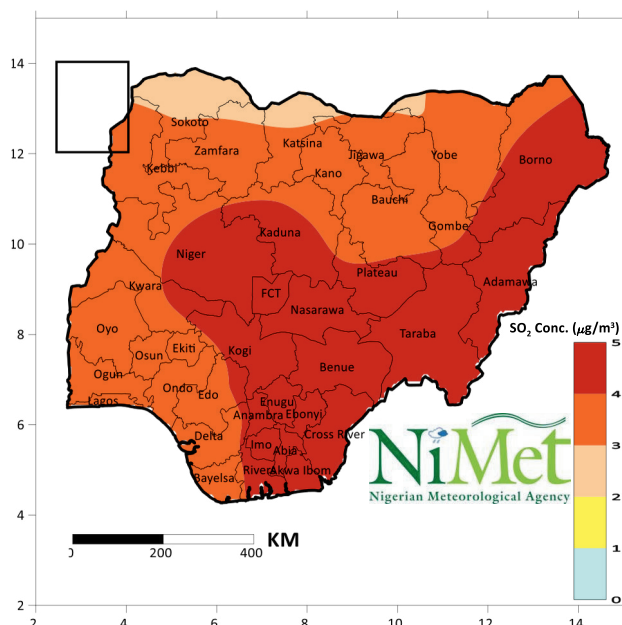 14
12
10
8
6
4
2
2
4
6
8
10
12
14
Sokoto
Zamfara
Kebbi
Katsina
Kano
Jigawa
Yobe
Borno
Bauchi
Gombe
Kaduna
Niger
Plateau
Adamawa
FCT
Kwara
Nasarawa
Taraba
Oyo
Osun
Ekiti
Kogi
Benue
Ogun
Ondo
Edo
Lagos
Enugu
Anambra
Ebonyi
Cross River
Delta
Imo
Abia
Rivers
Akwa Ibom
Bayelsa
SO₂ Conc. (µg/m³)
5
4
3
2
1
0
NiMet
Nigerian Meteorological Agency
KM
0 200 400